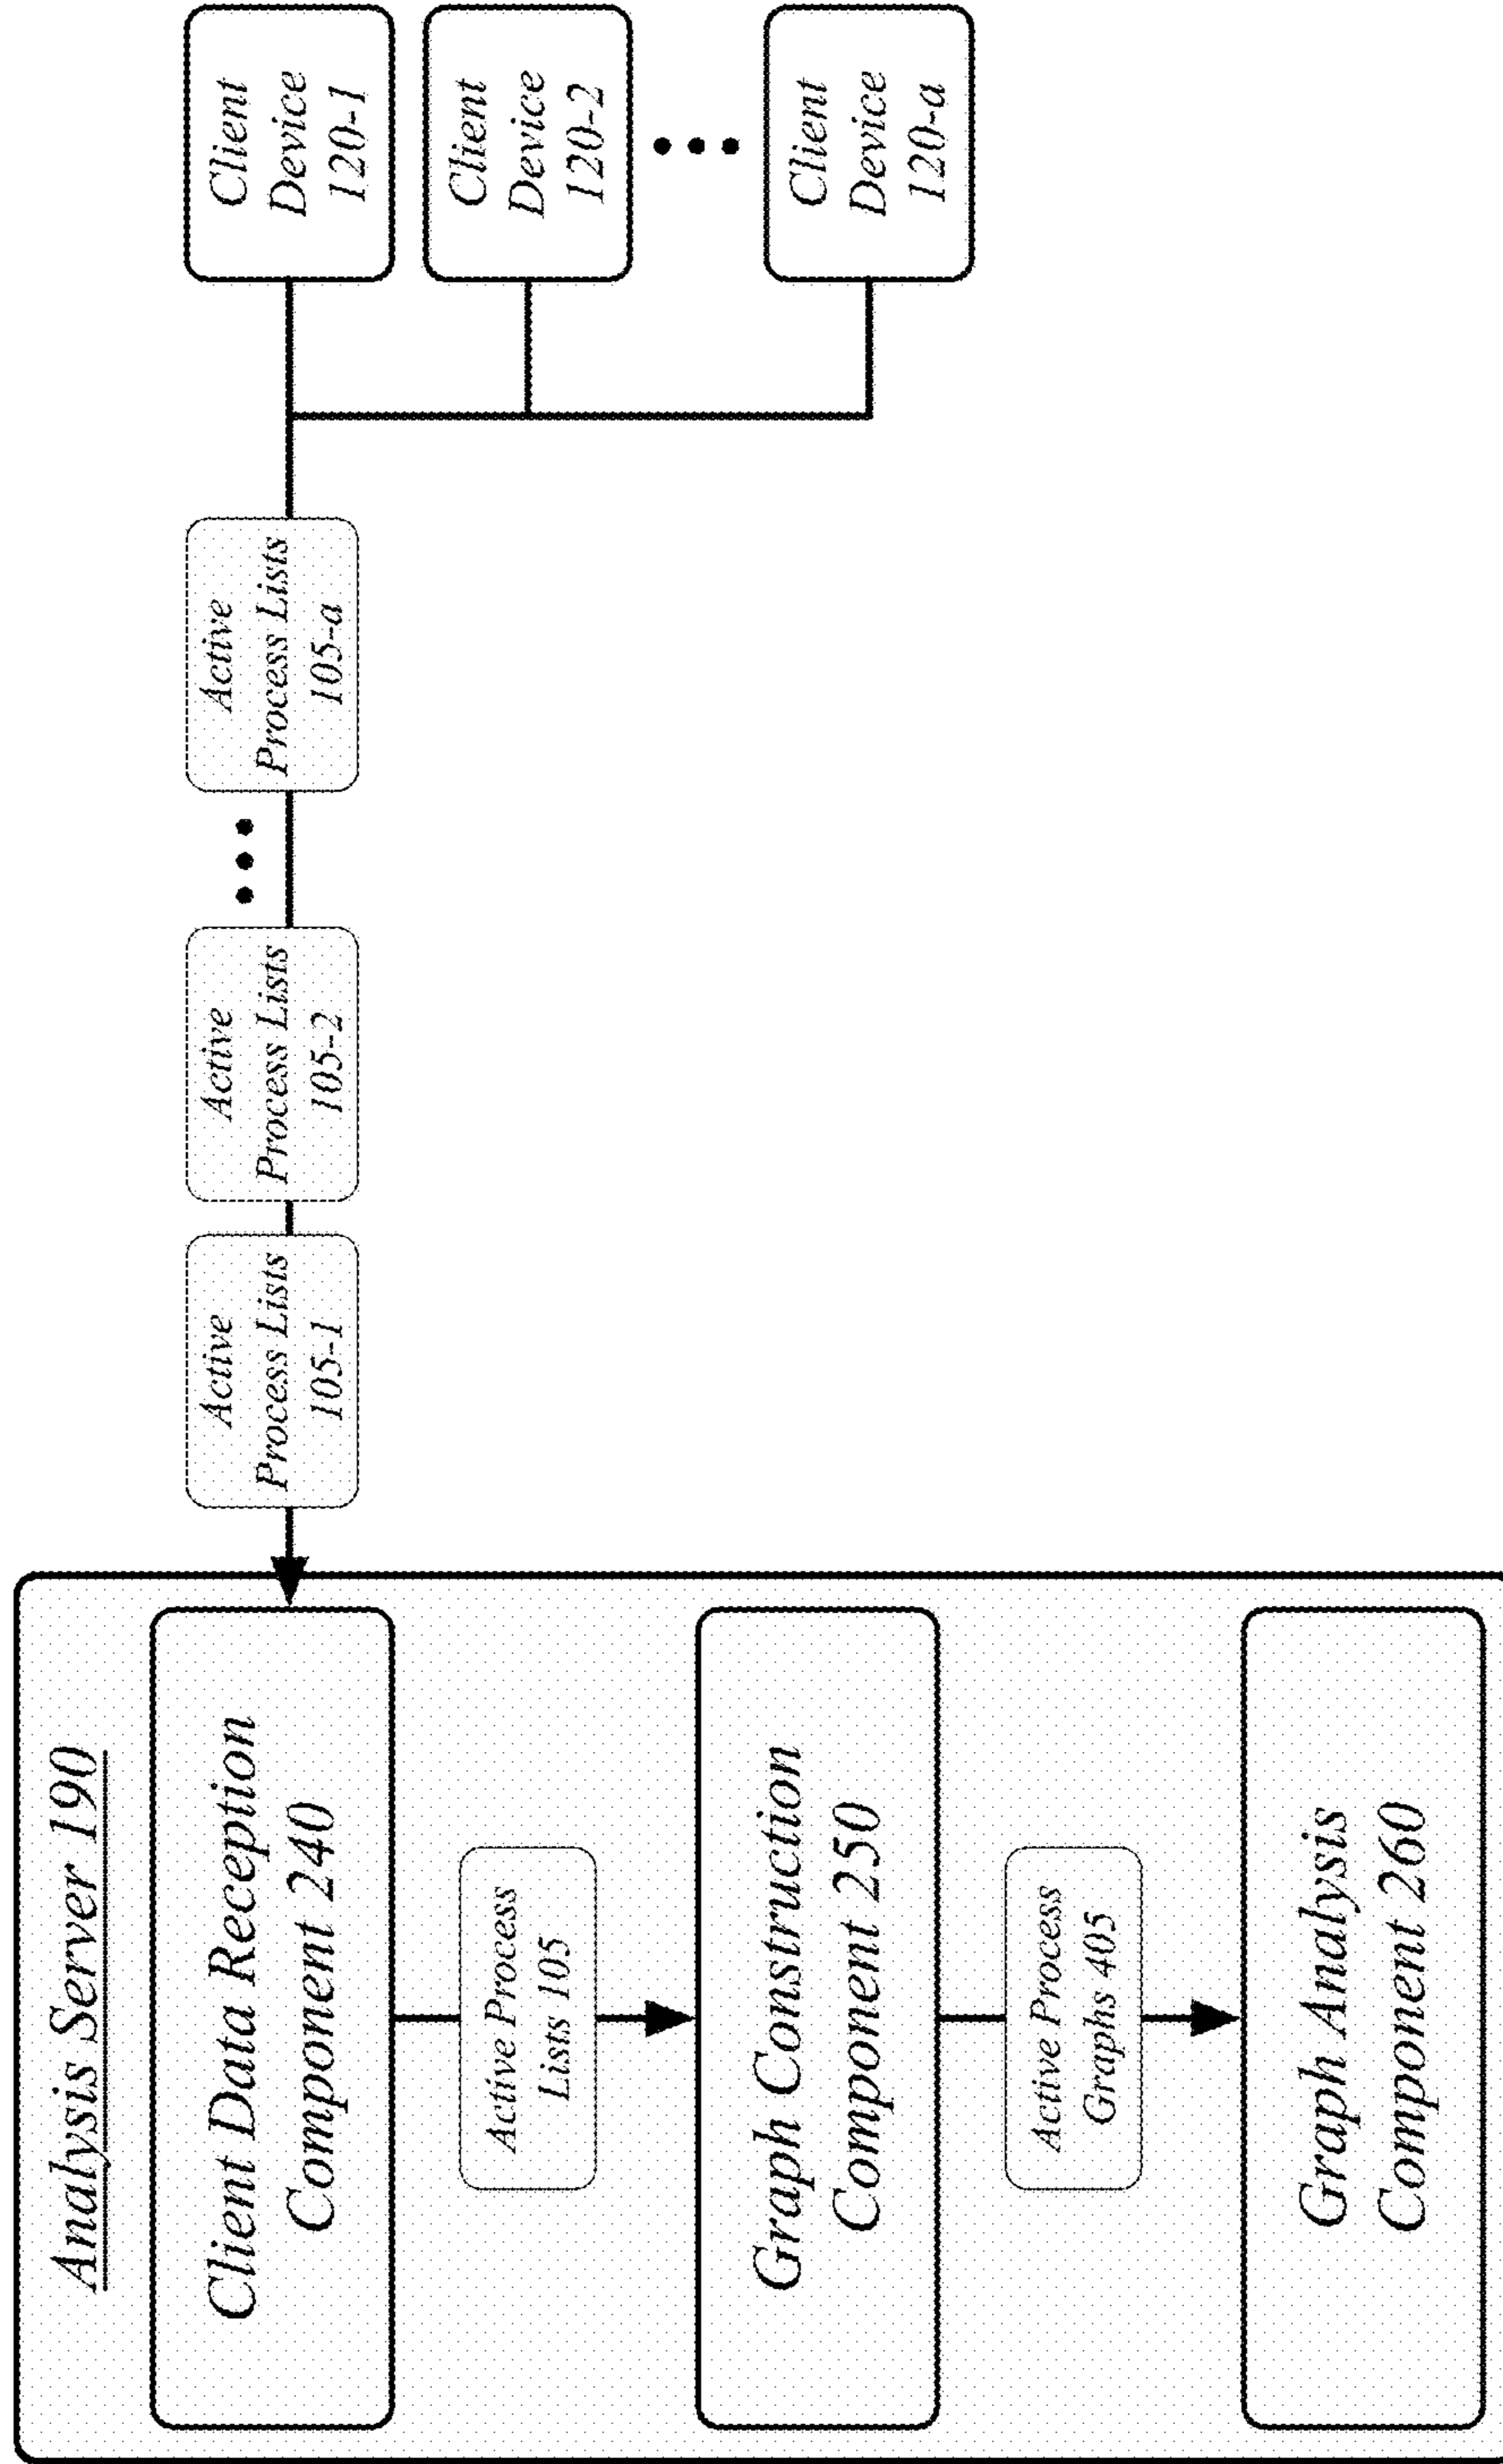 Analysis Server 190
Client Data Reception
Component 240
Active Process
Lists 105
Graph Construction
Component 250
Active Process
Graphs 405
Graph Analysis
Component 260
Active
Process Lists
105-1
Active
Process Lists
105-2
Active
Process Lists
105-a
Client
Device
120-1
Client
Device
120-2
Client
Device
120-a